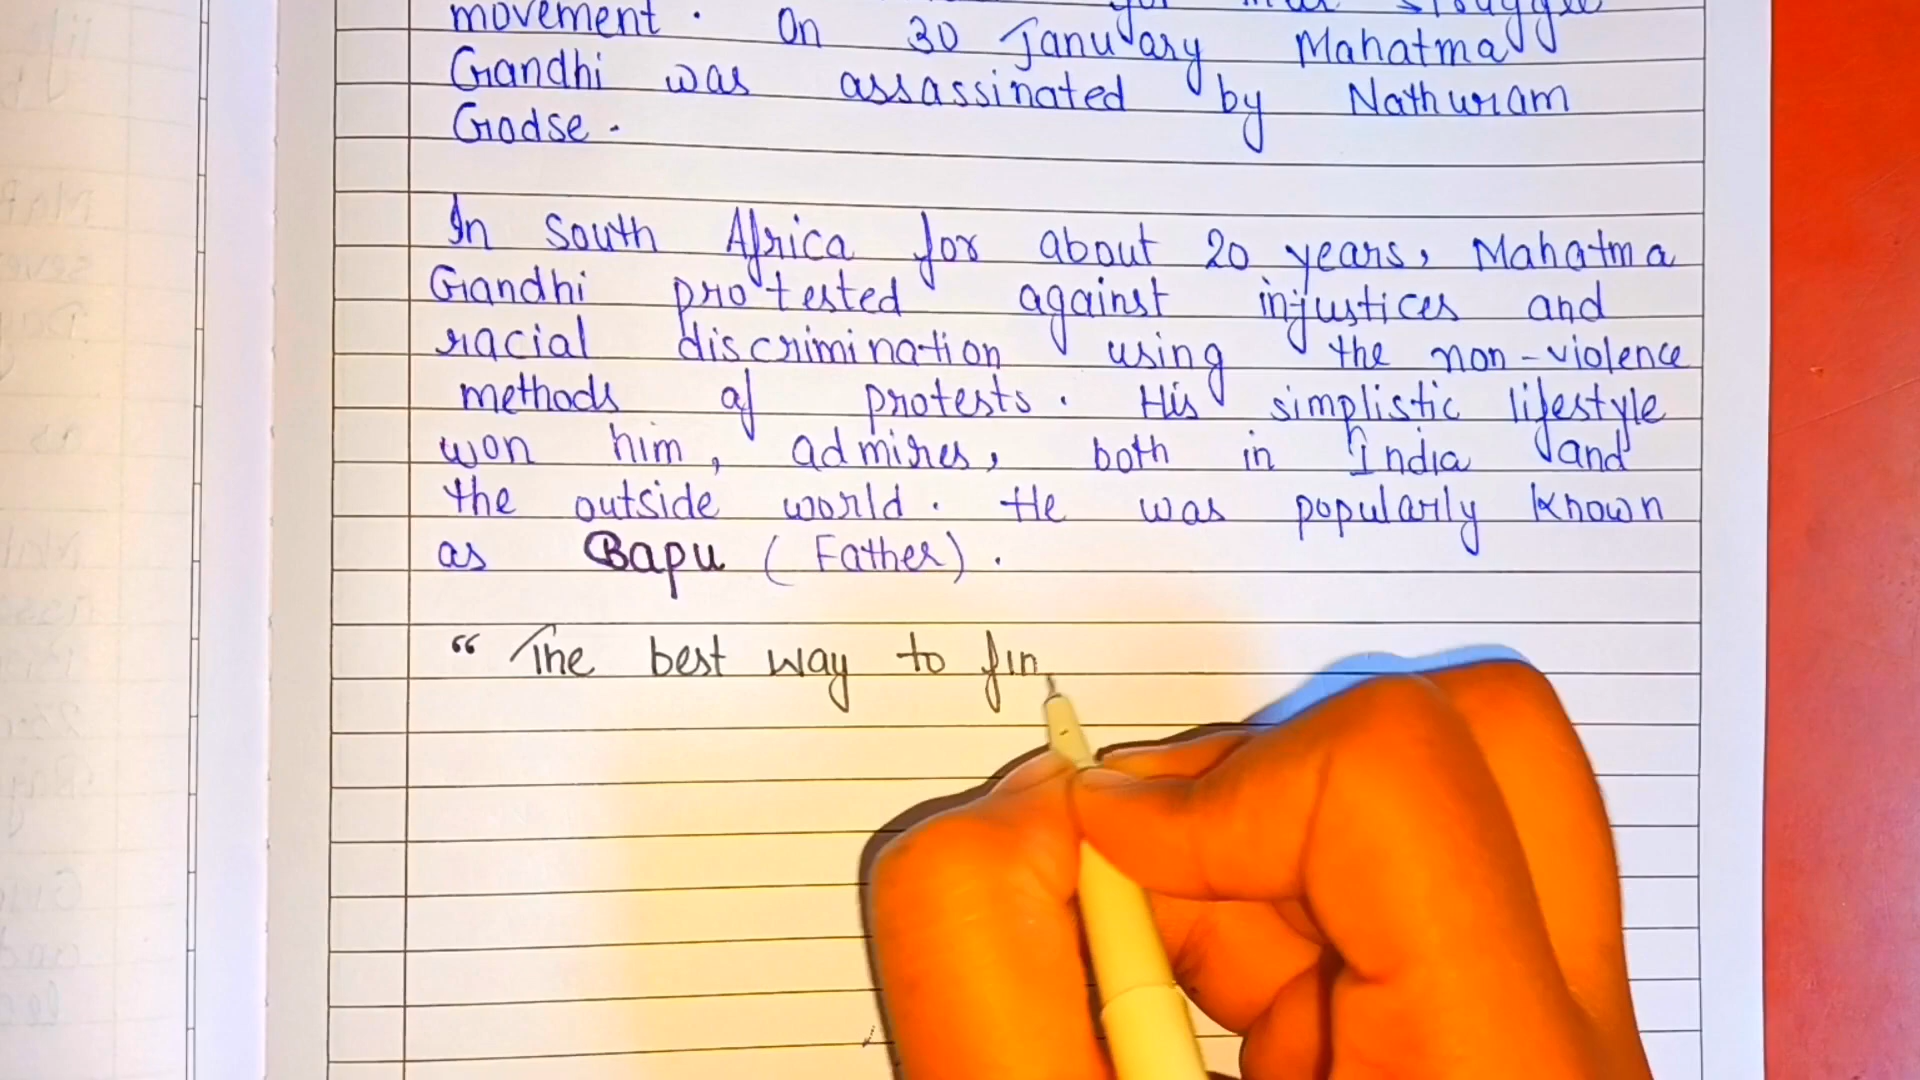 struggle
movement. On 30 January Mahatma
Gandhi was assassinated by Nathuram
Godse.
In South Africa for about 20 years, Mahatma
Gandhi protested against injustices and
racial discrimination using the non-violence
methods of protests. His simplistic lifestyle
won him, admires, both in India and
the outside world. He was popularly known
as Bapu (Father).
“ The best way to fin